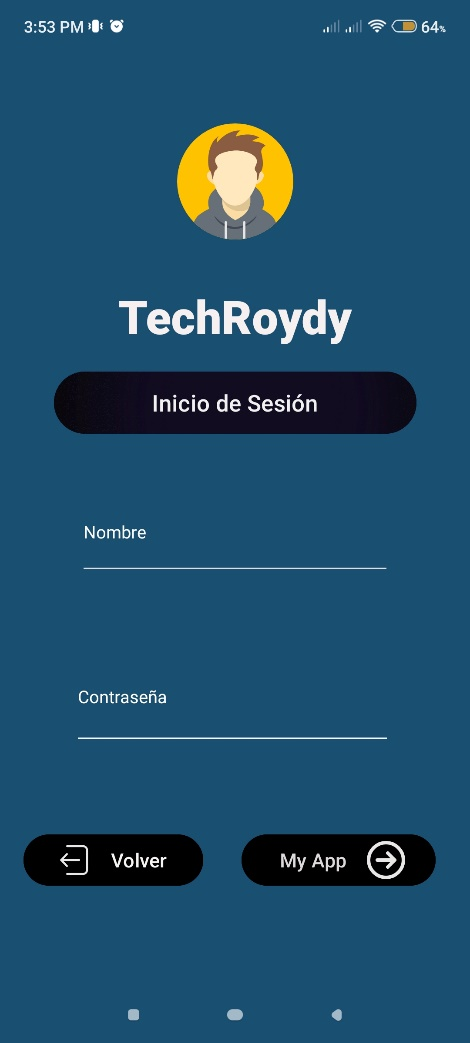 3:53 PM 64%
TechRoydy
Inicio de Sesión
Nombre
Contraseña
Volver My App